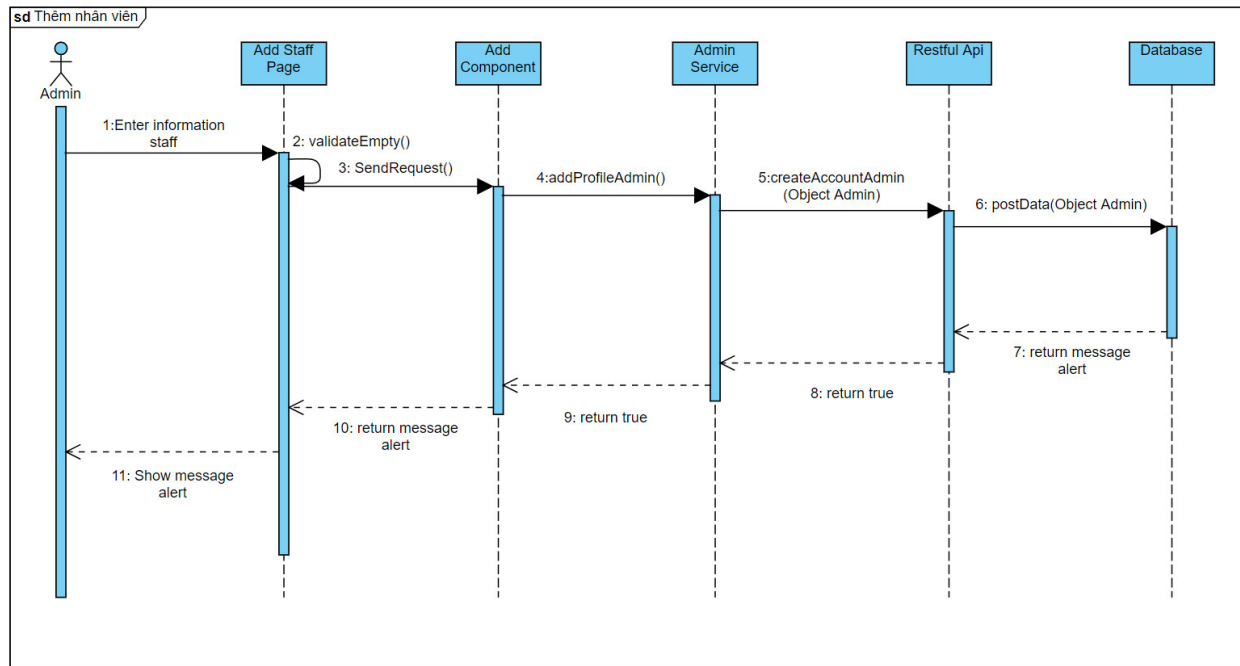 sd Thêm nhân viên
Add Staff
Page
Add
Component
Admin
Service
Restful Api
Database
Admin
1:Enter information
staff
2: validateEmpty()
3: SendRequest()
4:addProfileAdmin()
5:createAccountAdmin
(Object Admin)
6: postData(Object Admin)
7: return message
alert
8: return true
9: return true
10: return message
alert
11: Show message
alert